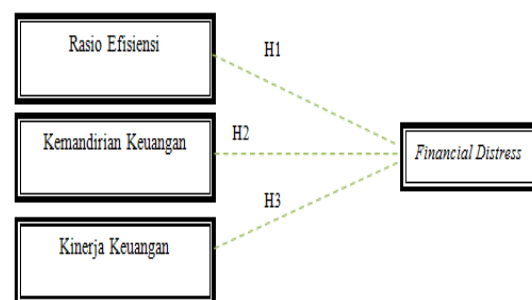 Rasio Efisiensi
H1
Kemandirian Keuangan
H2
Financial Distress
H3
Kinerja Keuangan